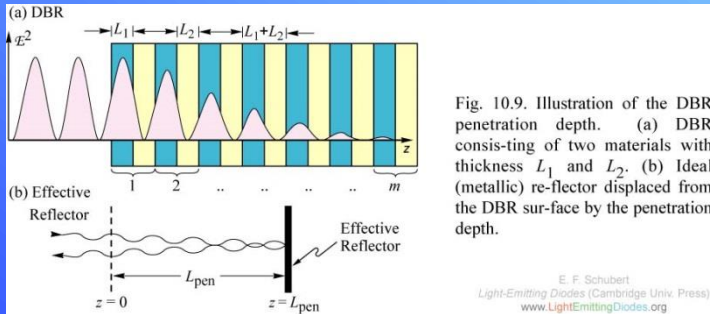 (a) DBR
L1
L2
L1+L2
ℰ2
z
1
2
..
..
..
..
m
(b) Effective
Reflector
Effective
Reflector
Lpen
z = 0
z = Lpen
Fig. 10.9. Illustration of the DBR
penetration depth. (a) DBR
consis-ting of two materials with
thickness L1 and L2. (b) Ideal
(metallic) re-flector displaced from
the DBR sur-face by the penetration
depth.
E. F. Schubert
Light-Emitting Diodes (Cambridge Univ. Press)
www.LightEmittingDiodes.org